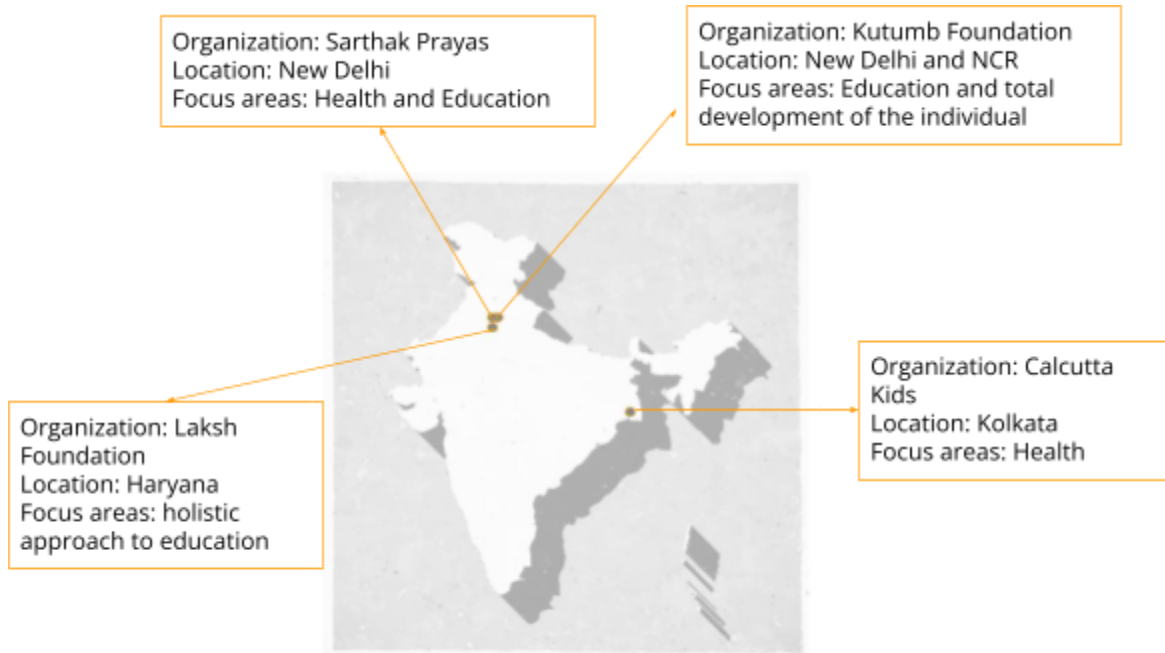 Organization: Sarthak Prayas
Location: New Delhi
Focus areas: Health and Education
Organization: Kutumb Foundation
Location: New Delhi and NCR
Focus areas: Education and total
development of the individual
Organization: Calcutta
Kids
Location: Kolkata
Focus areas: Health
Organization: Laksh
Foundation
Location: Haryana
Focus areas: holistic
approach to education